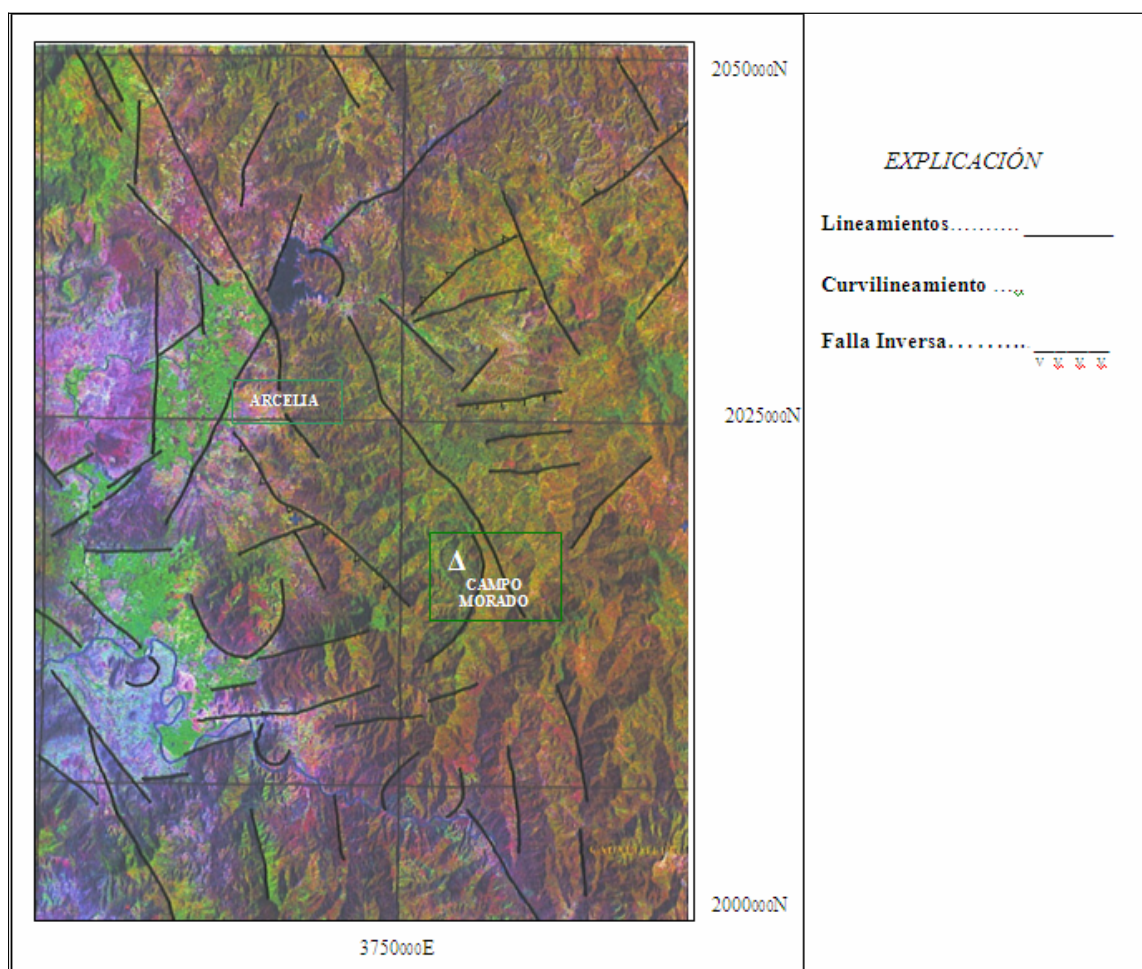 2050000N
EXPLICACIÓN
Lineamientos..........
Curvilineamiento ....
Falla Inversa.........
v v v v
ARCELIA
2025000N
Δ
CAMPO
MORADO
2000000N
3750000E